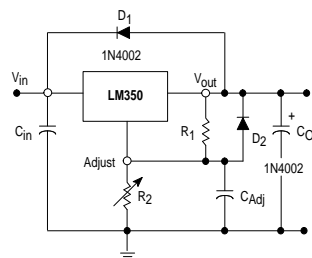 D1
1N4002
Vin
Vout
LM350
Cin
R1
D2
+
CO
Adjust
1N4002
R2
CAdj